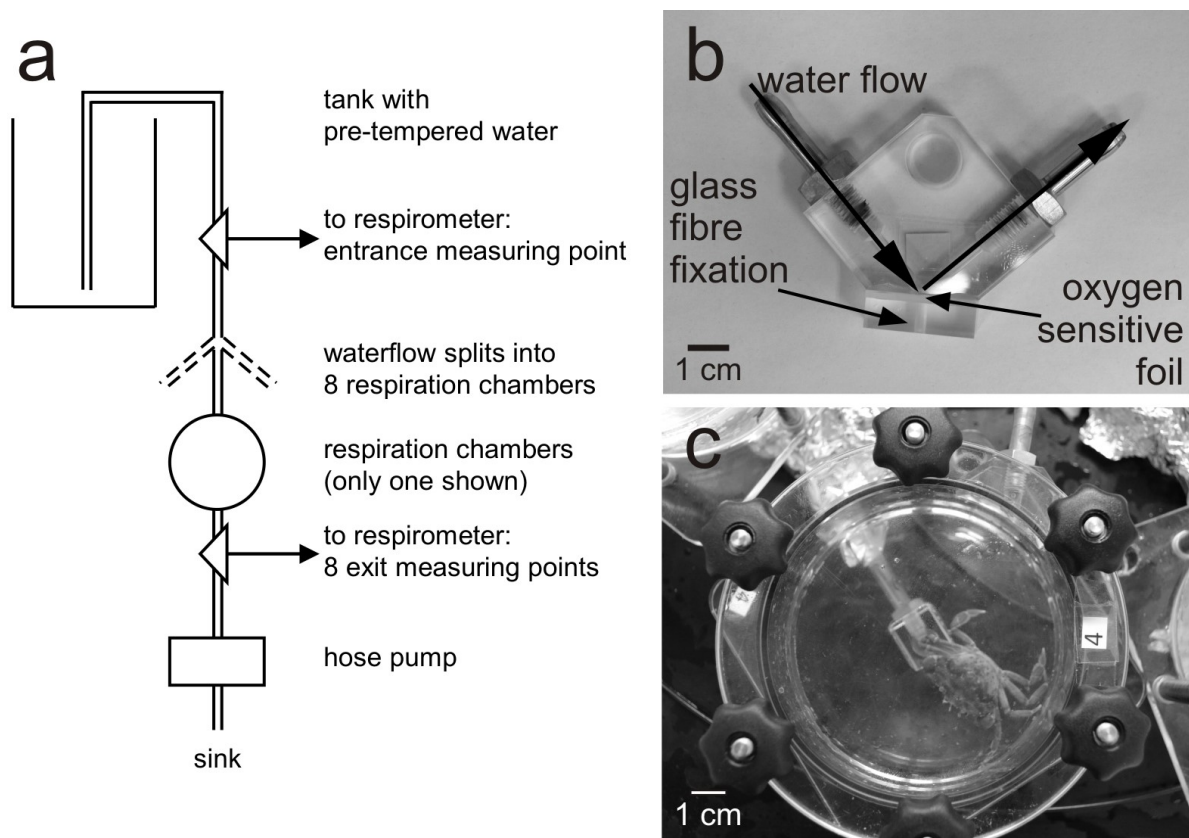 a
tank with
pre-tempered water
to respirometer:
entrance measuring point
waterflow splits into
8 respiration chambers
respiration chambers
(only one shown)
to respirometer:
8 exit measuring points
hose pump
sink
b
water flow
glass
fibre
fixation
oxygen
sensitive
foil
1 cm
c
4
4
1 cm